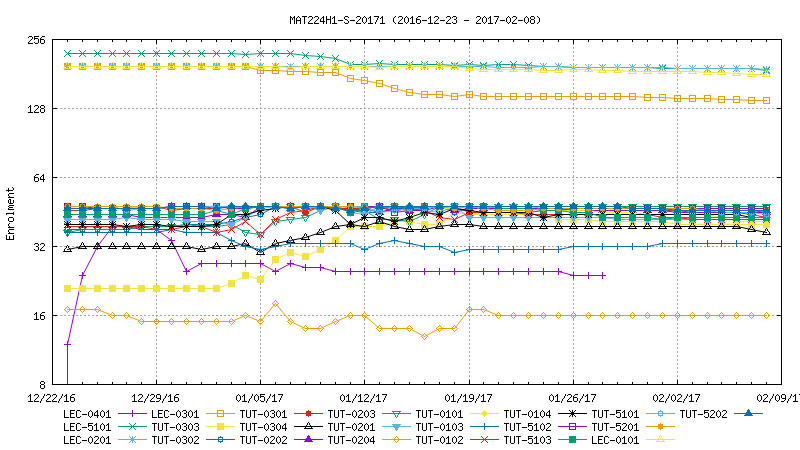 MAT224H1-S-20171 (2016-12-23 - 2017-02-08)
256
128
64
32
16
8
Enrolment
12/22/16 12/29/16 01/05/17 01/12/17 01/19/17 01/26/17 02/02/17 02/09/17
LEC-0401 LEC-0301 TUT-0301 TUT-0203 TUT-0101 TUT-0104 TUT-5101 TUT-5202
LEC-5101 TUT-0303 TUT-0304 TUT-0201 TUT-0103 TUT-5102 TUT-5201
LEC-0201 TUT-0302 TUT-0202 TUT-0204 TUT-0102 TUT-5103 LEC-0101